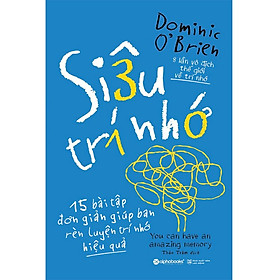 Dominic
O'Brien
8 lần vô địch
thế giới
về trí nhớ
Siêu
trí nhớ
15 bài tập
đơn giản giúp bạn
rèn luyện trí nhớ
hiệu quả
You can have an
amazing memory
alphabooks